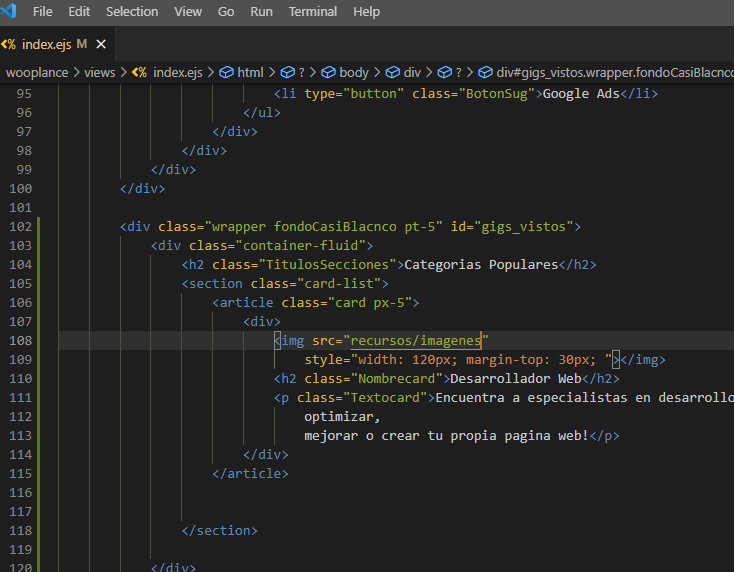 File Edit Selection View Go Run Terminal Help
<% index.ejs M ×
wooplance > views > <% index.ejs > html > ? > body > div > ? > div#gigs_vistos.wrapper.fondoCasiBlacnco
95 <li type="button" class="BotonSug">Google Ads</li>
96 </ul>
97 </div>
98 </div>
99 </div>
100 </div>
101
102 <div class="wrapper fondoCasiBlacnco pt-5" id="gigs_vistos">
103 <div class="container-fluid">
104 <h2 class="TitulosSecciones">Categorias Populares</h2>
105 <section class="card-list">
106 <article class="card px-5">
107 <div>
108 <img src="recursos/imagenes"
109 style="width: 120px; margin-top: 30px; "></img>
110 <h2 class="Nombrecard">Desarrollador Web</h2>
111 <p class="Textocard">Encuentra a especialistas en desarrollo
112 optimizar,
113 mejorar o crear tu propia pagina web!</p>
114 </div>
115 </article>
116
117
118 </section>
119
120 </div>